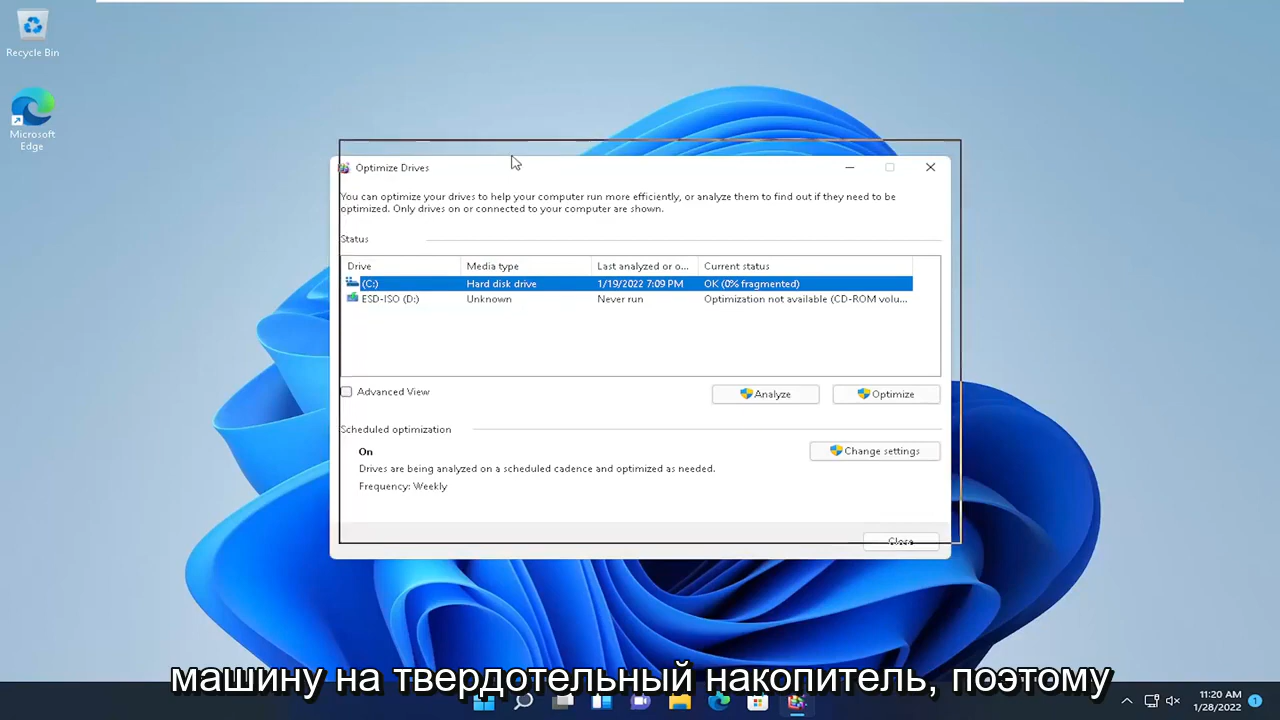 Recycle Bin
Microsoft
Edge
Optimize Drives
You can optimize your drives to help your computer run more efficiently, or analyze them to find out if they need to be
optimized. Only drives on or connected to your computer are shown.
Status
Drive Media type Last analyzed or o... Current status
(C:) Hard disk drive 1/19/2022 7:09 PM OK (0% fragmented)
ESD-ISO (D:) Unknown Never run Optimization not available (CD-ROM volu...
Advanced View
Analyze
Optimize
Scheduled optimization
On
Change settings
Drives are being analyzed on a scheduled cadence and optimized as needed.
Frequency: Weekly
Close
машину на твердотельный накопитель, поэтому
11:20 AM
1/28/2022
1